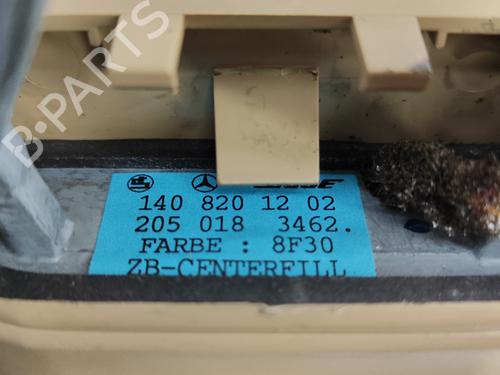 B-PARTS
140 820 12 02
205 018 3462.
FARBE : 8F30
ZB-CENTERFILL